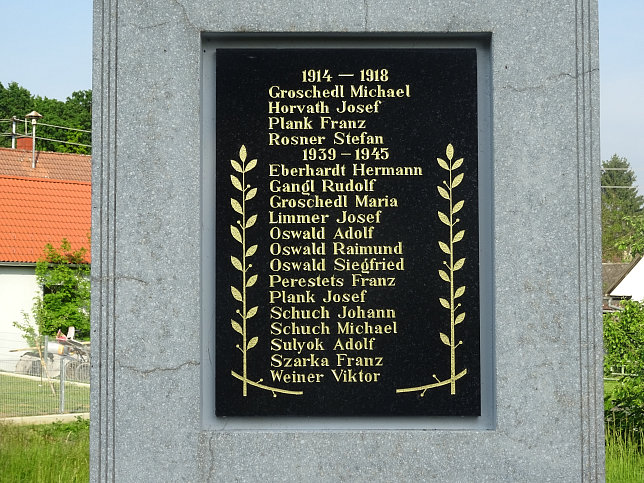 1914 — 1918
Groschedl Michael
Horvath Josef
Plank Franz
Rosner Stefan
1939 - 1945
Eberhardt Hermann
Gangl Rudolf
Groschedl Maria
Limmer Josef
Oswald Adolf
Oswald Raimund
Oswald Siegfried
Perestets Franz
Plank Josef
Schuch Johann
Schuch Michael
Sulyok Adolf
Szarka Franz
Weiner Viktor